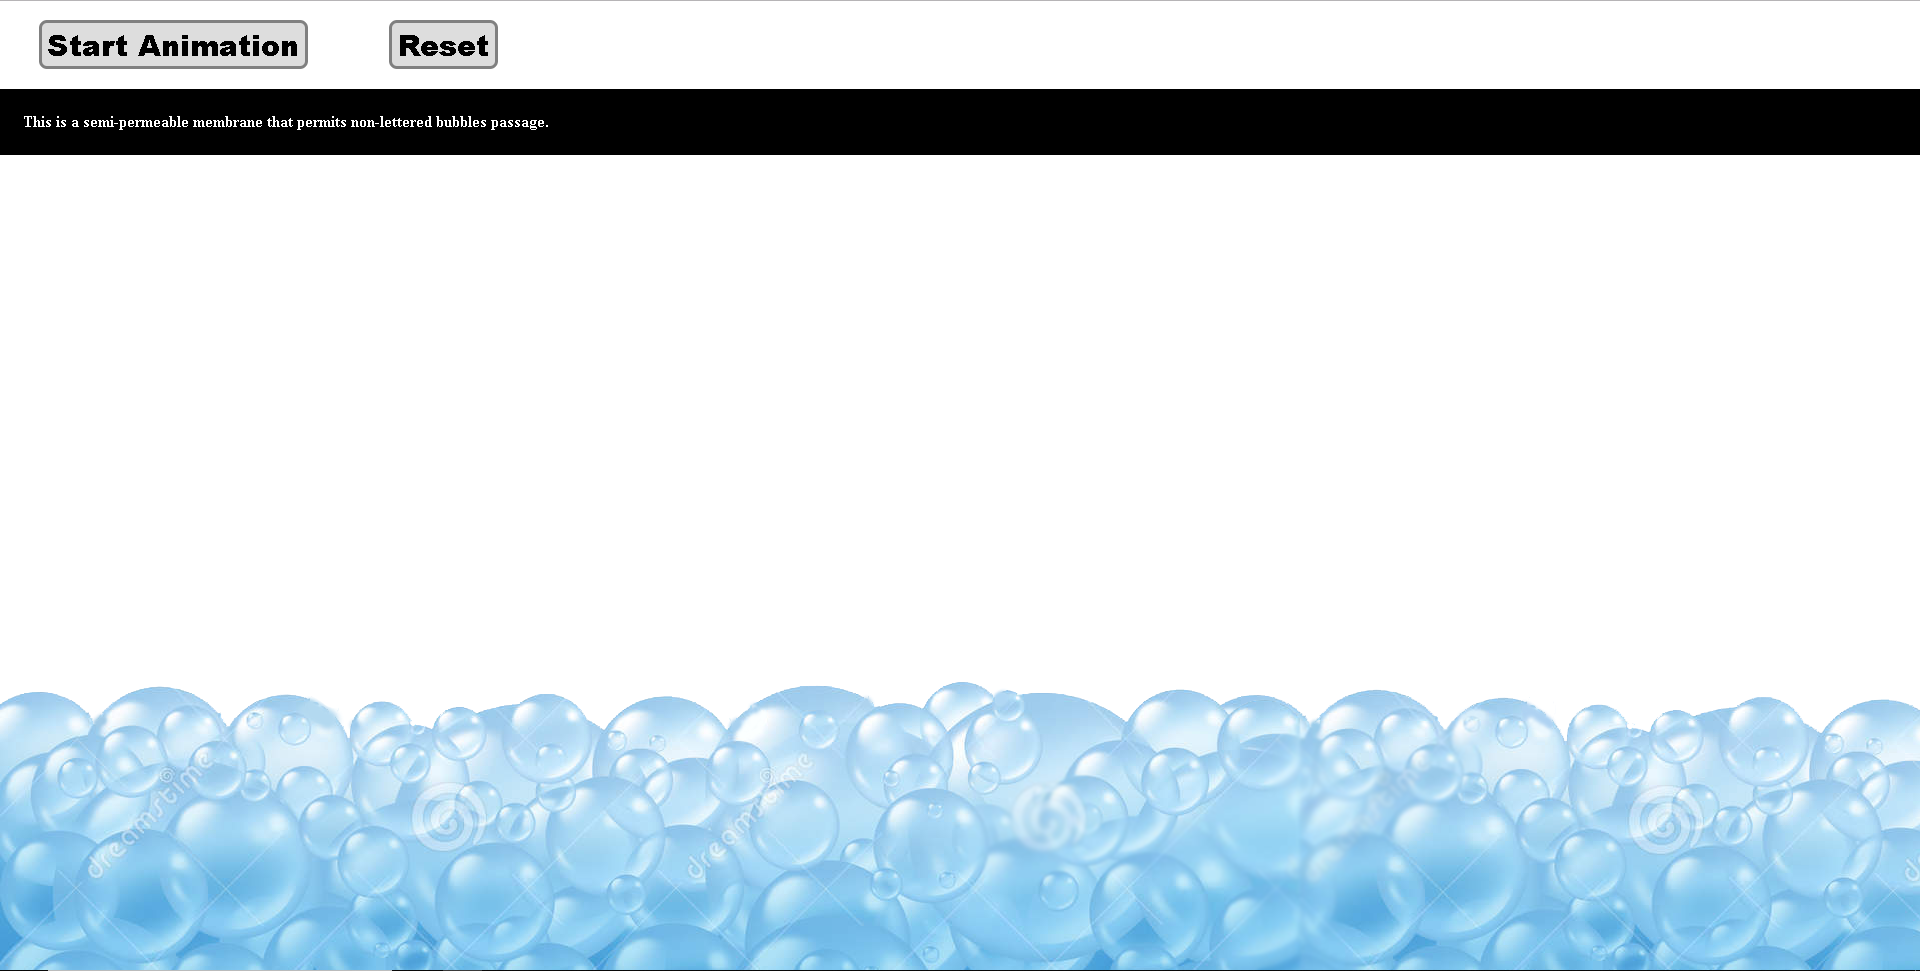 Start Animation Reset
This is a semi-permeable membrane that permits non-lettered bubbles passage.
dreamstime
dreamstime